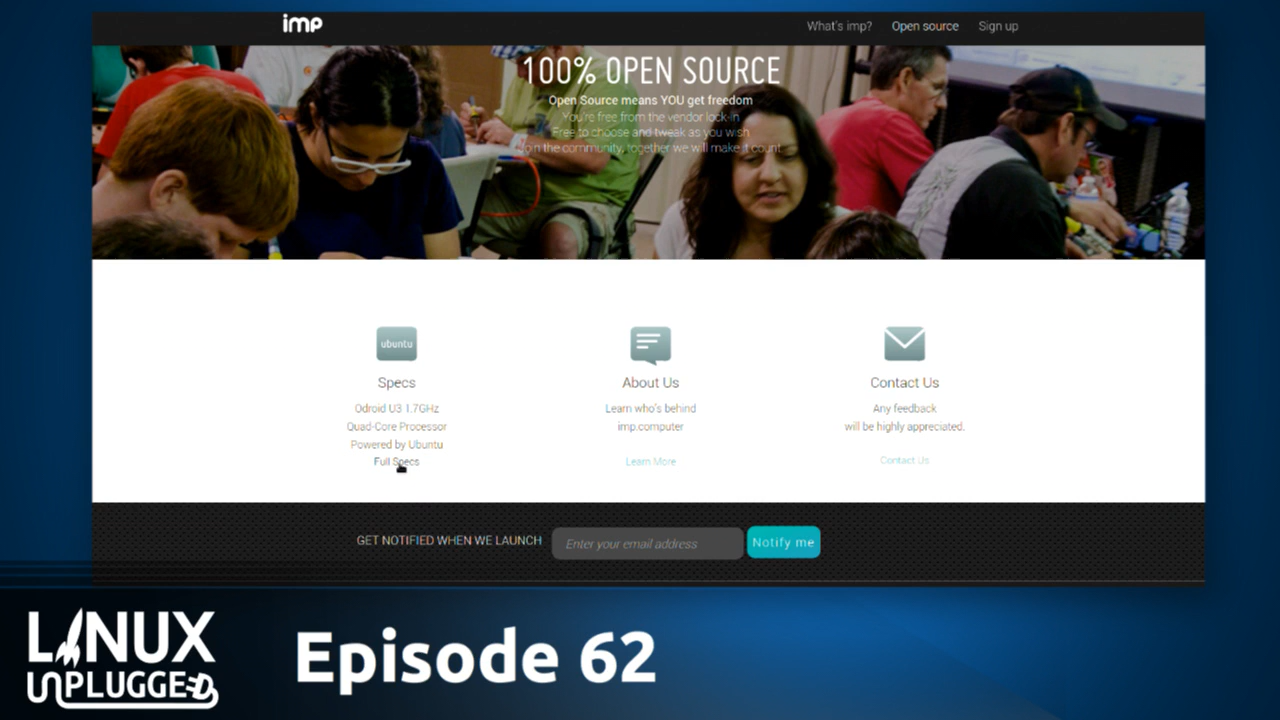 imp
What's imp? Open source Sign up
100% OPEN SOURCE
Open Source means YOU get freedom
You're free from the vendor lock-in
Free to choose and tweak as you wish
Join the community, together we will make it count
ubuntu
Specs
Odroid U3 1.7GHz
Quad-Core Processor
Powered by Ubuntu
Full Specs
About Us
Learn who's behind
imp.computer
Learn More
Contact Us
Any feedback
will be highly appreciated.
Contact Us
GET NOTIFIED WHEN WE LAUNCH Enter your email address Notify me
LINUX
UNPLUGGED
Episode 62